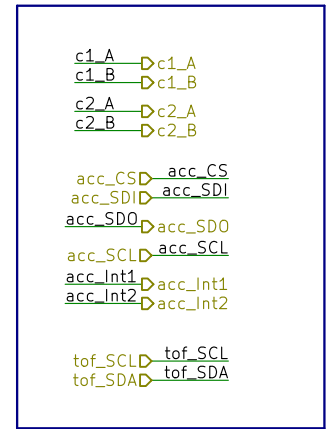 c1_A c1_A
c1_B c1_B
c2_A c2_A
c2_B c2_B
acc_CS acc_CS
acc_SDI acc_SDI
acc_SDO acc_SDO
acc_SCL acc_SCL
acc_Int1 acc_Int1
acc_Int2 acc_Int2
tof_SCL tof_SCL
tof_SDA tof_SDA